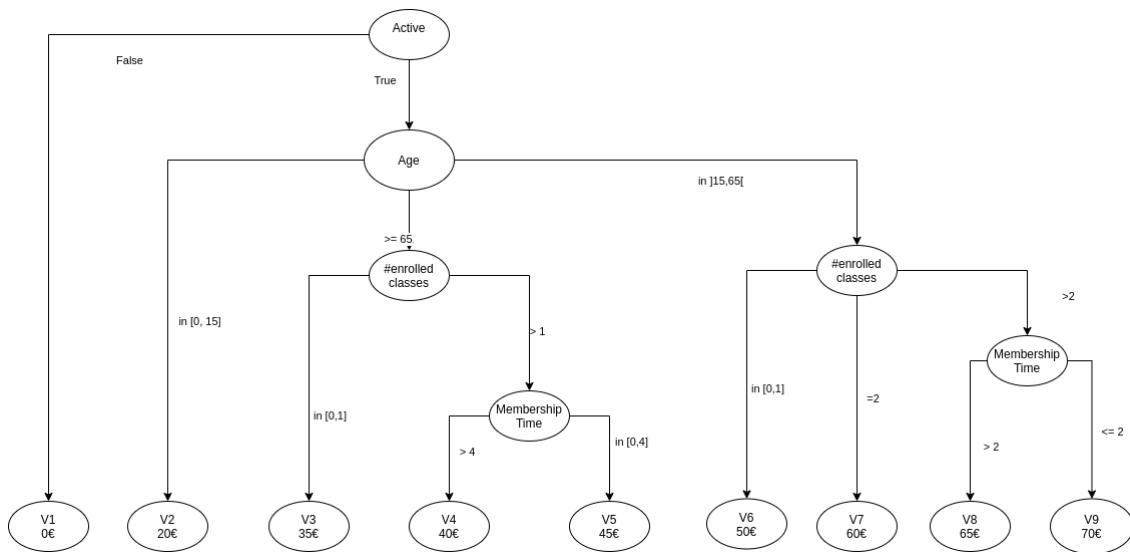 Active
False
True
Age
in ]15,65[
>= 65
#enrolled
classes
#enrolled
classes
>2
in [0, 15]
> 1
Membership
Time
in [0,1]
=2
Membership
Time
in [0,1]
> 4
in [0,4]
> 2
<= 2
V1
0€
V2
20€
V3
35€
V4
40€
V5
45€
V6
50€
V7
60€
V8
65€
V9
70€